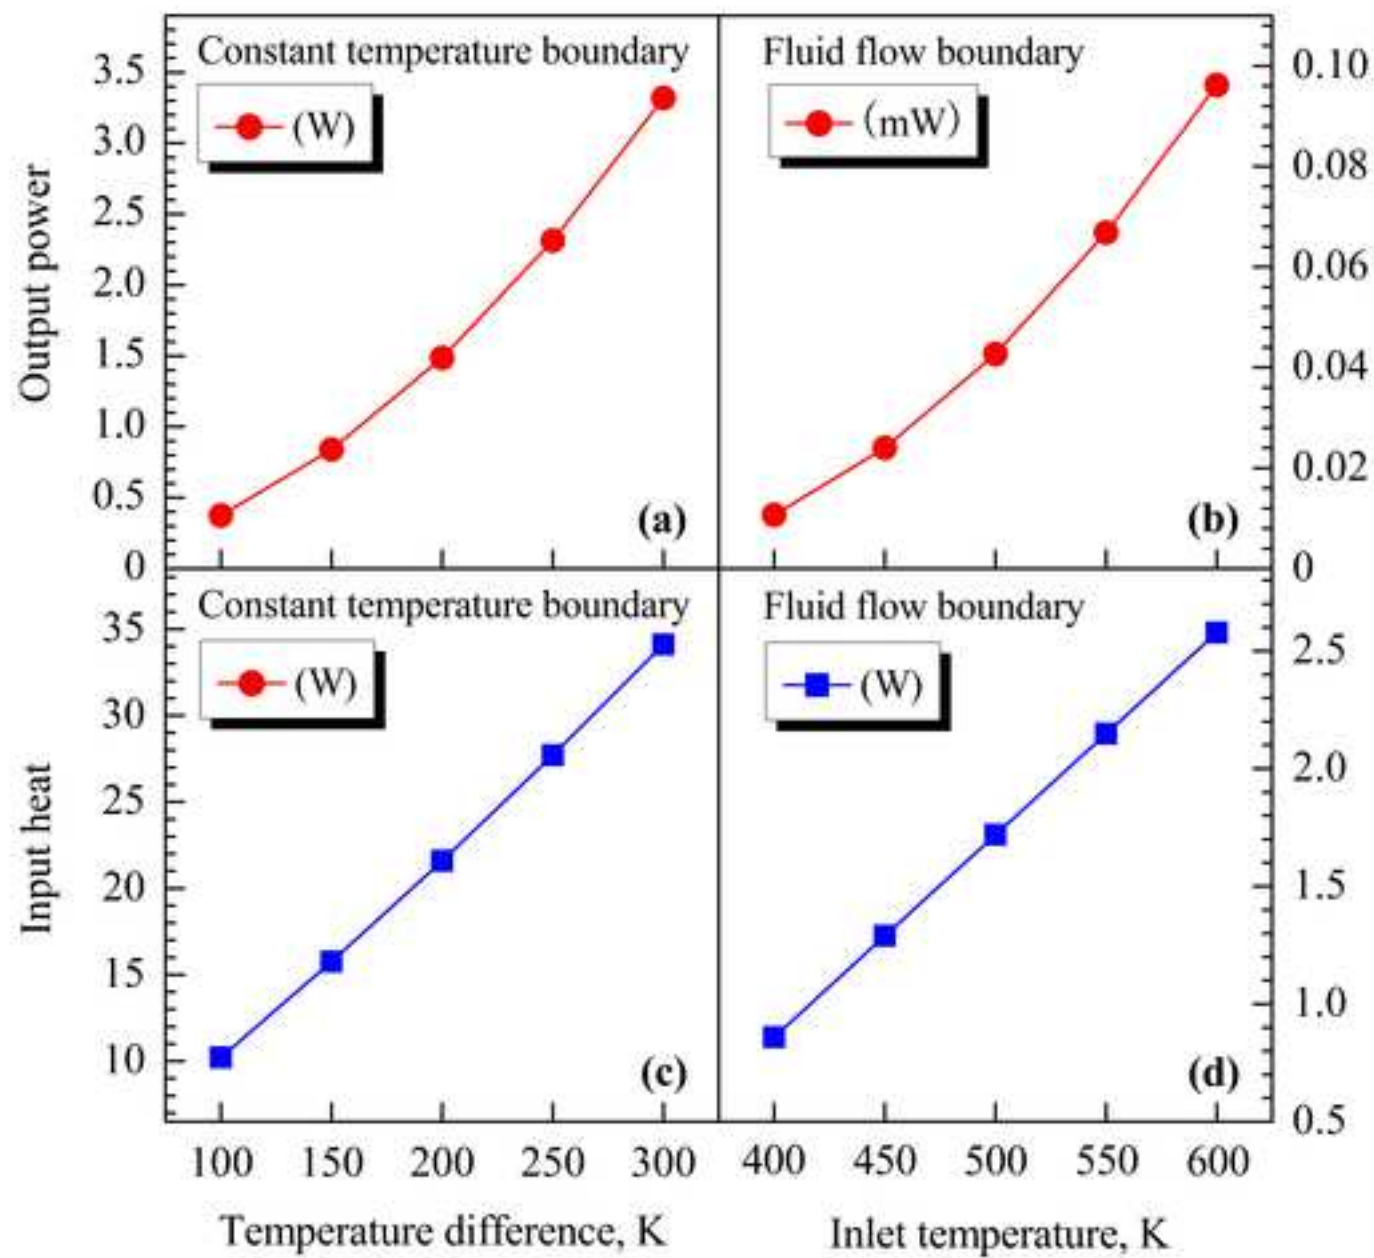 Constant temperature boundary
(W)
Fluid flow boundary
(mW)
Output power
3.5
3.0
2.5
2.0
1.5
1.0
0.5
0
(a)
(b)
0.10
0.08
0.06
0.04
0.02
0
Constant temperature boundary
(W)
Fluid flow boundary
(W)
Input heat
35
30
25
20
15
10
(c)
(d)
2.5
2.0
1.5
1.0
0.5
100 150 200 250 300
400 450 500 550 600
Temperature difference, K
Inlet temperature, K